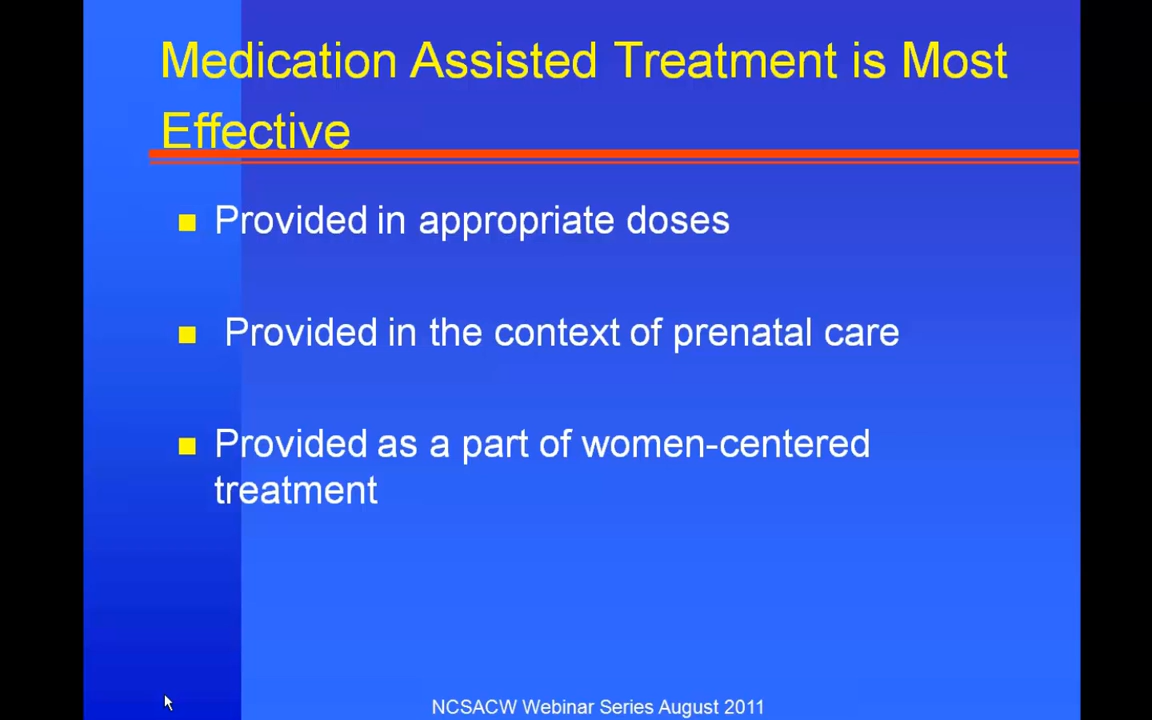 Medication Assisted Treatment is Most
Effective
Provided in appropriate doses
Provided in the context of prenatal care
Provided as a part of women-centered
treatment
NCSACW Webinar Series August 2011